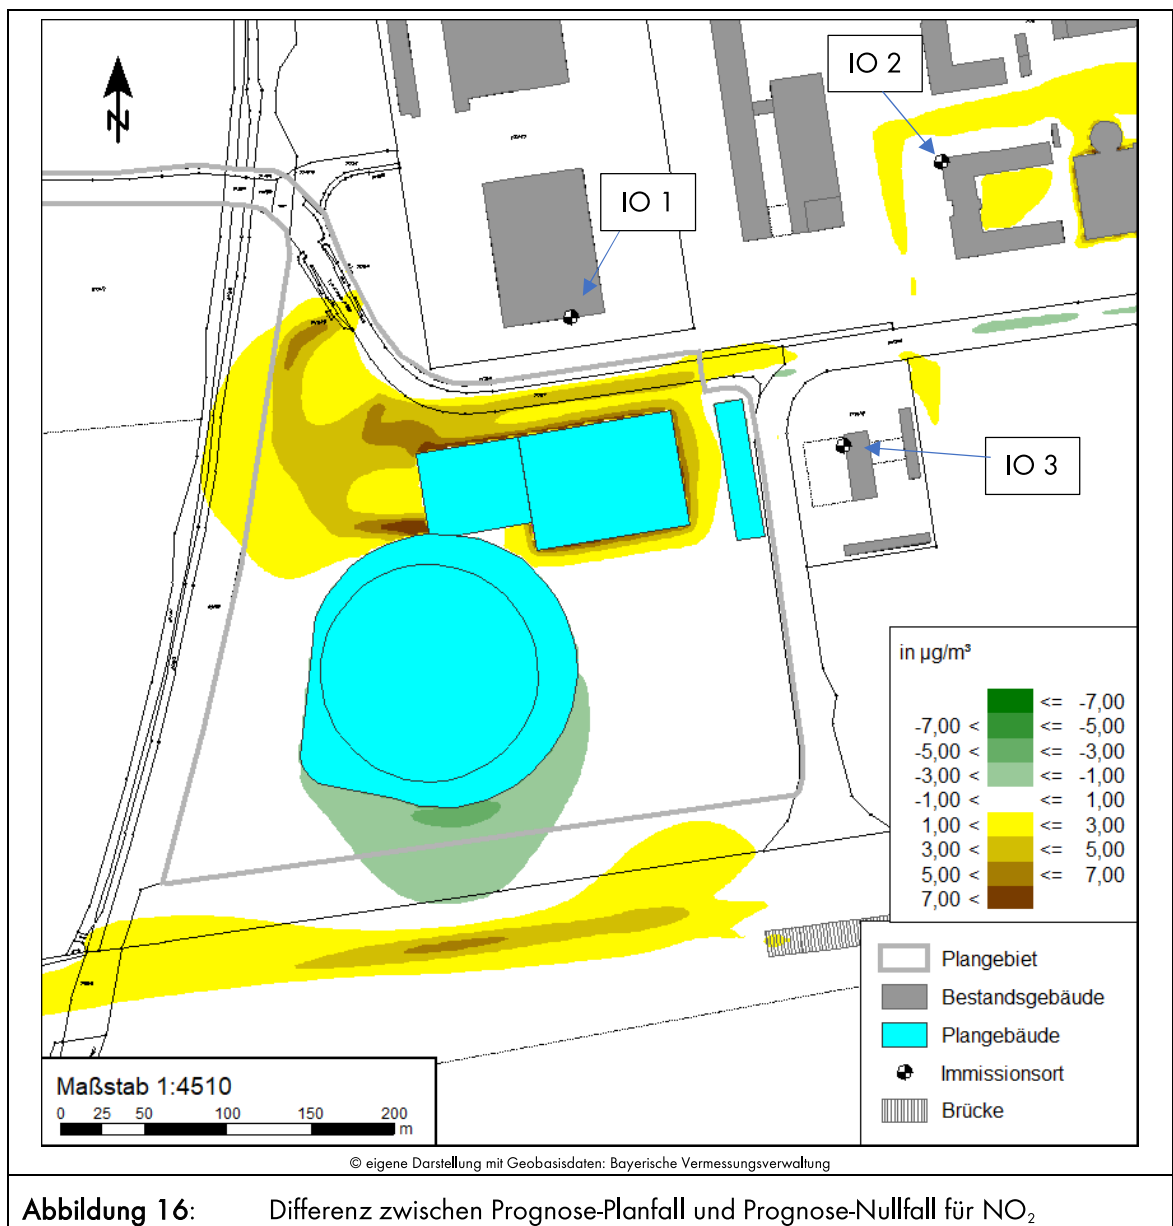 N
IO 2
IO 1
IO 3
in µg/m³
<= -7,00
-7,00 < <= -5,00
-5,00 < <= -3,00
-3,00 < <= -1,00
-1,00 < <= 1,00
1,00 < <= 3,00
3,00 < <= 5,00
5,00 < <= 7,00
7,00 <
Plangebiet
Bestandsgebäude
Plangebäude
Immissionsort
Brücke
Maßstab 1:4510
0 25 50 100 150 200
m
© eigene Darstellung mit Geobasisdaten: Bayerische Vermessungsverwaltung
Abbildung 16: Differenz zwischen Prognose-Planfall und Prognose-Nullfall für NO₂